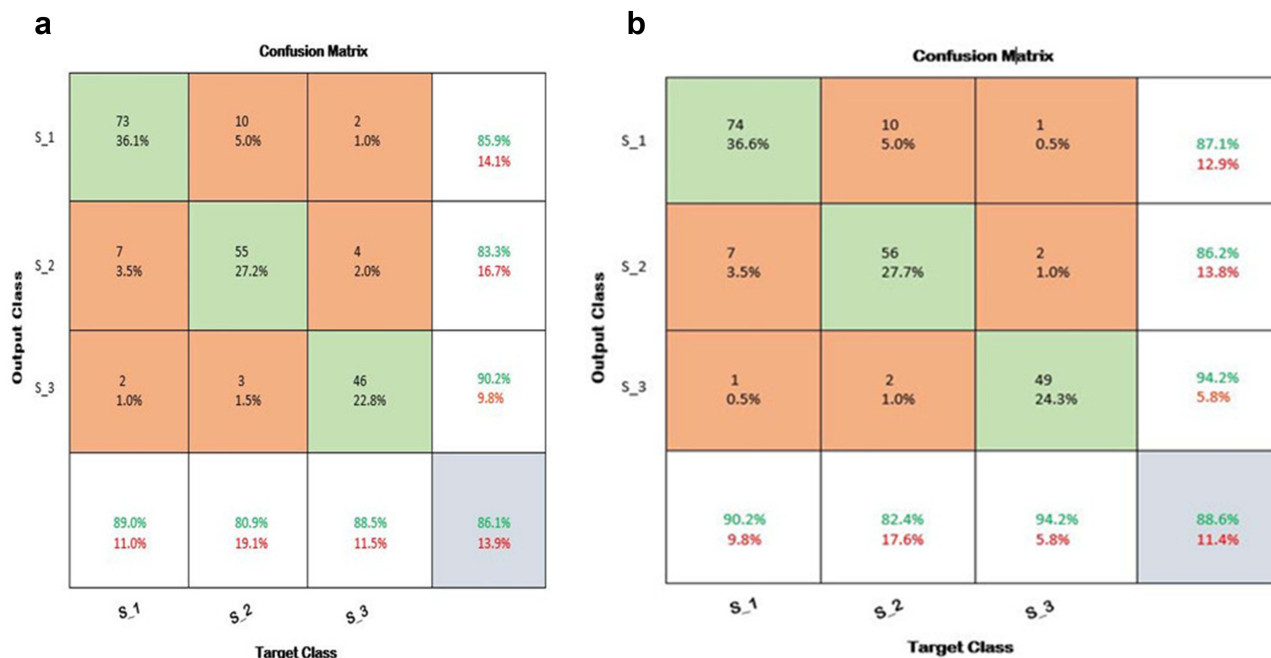 a
Confusion Matrix
Output Class
S_1
73 10 2
36.1% 5.0% 1.0% 85.9%
14.1%
S_2
7 55 4 83.3%
3.5% 27.2% 2.0% 16.7%
S_3
2 3 46 90.2%
1.0% 1.5% 22.8% 9.8%
89.0% 80.9% 88.5% 86.1%
11.0% 19.1% 11.5% 13.9%
S_1 S_2 S_3
Target Class
b
Confusion Matrix
Output Class
S_1
74 10 1
36.6% 5.0% 0.5% 87.1%
12.9%
S_2
7 56 2 86.2%
3.5% 27.7% 1.0% 13.8%
S_3
1 2 49 94.2%
0.5% 1.0% 24.3% 5.8%
90.2% 82.4% 94.2% 88.6%
9.8% 17.6% 5.8% 11.4%
S_1 S_2 S_3
Target Class